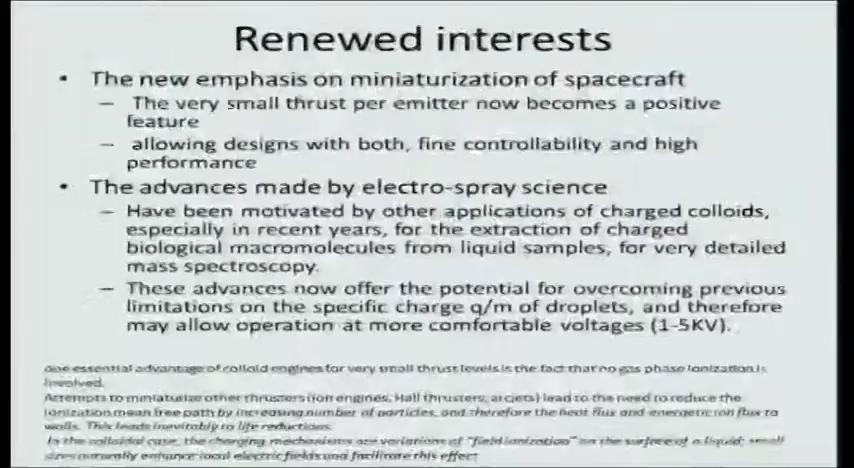 Renewed interests
• The new emphasis on miniaturization of spacecraft
– The very small thrust per emitter now becomes a positive
feature
– allowing designs with both, fine controllability and high
performance
• The advances made by electro-spray science
– Have been motivated by other applications of charged colloids,
especially in recent years, for the extraction of charged
biological macromolecules from liquid samples, for very detailed
mass spectroscopy.
– These advances now offer the potential for overcoming previous
limitations on the specific charge q/m of droplets, and therefore
may allow operation at more comfortable voltages (1-5KV).
One essential advantage of colloid engines for very small thrust levels is the fact that no gas phase ionization is
involved.
Attempts to miniaturize other thrusters (ion engines, Hall thrusters, arcjets) lead to the need to reduce the
ionization mean free path by increasing number of particles, and therefore the heat flux and energetic ion flux to
walls. This leads inevitably to life reductions.
In the colloidal case, the charging mechanisms are variations of "field ionization" on the surface of a liquid; small
sizes naturally enhance local electric fields and facilitate this effect